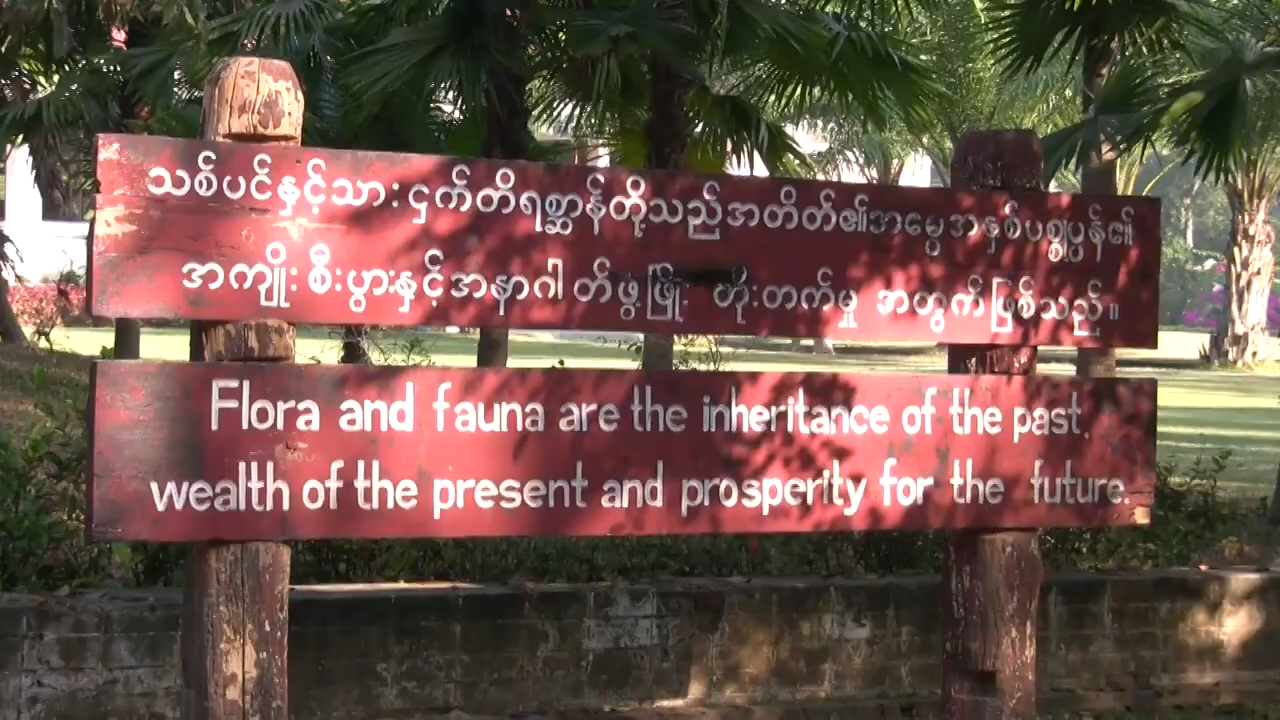 သစ်ပင်နှင့်သားငှက်တိရစ္ဆာန်တို့သည်အတိတ်၏အမွေအနှစ်ပစ္စုပ္ပန်၏
အကျိုးစီးပွားနှင့်အနာဂါတ်ဖွံ့ဖြိုး တိုးတက်မှု အတွက်ဖြစ်သည်။
Flora and fauna are the inheritance of the past,
wealth of the present and prosperity for the future.